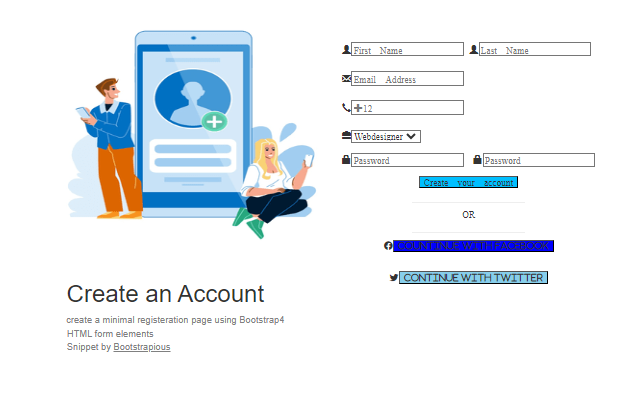 First Name
Last Name
Email Address
+12
Webdesigner
Password
Password
Create your account
OR
COUNTINUE WITH FACEBOOK
CONTINUE WITH TWITTER
Create an Account
create a minimal registeration page using Bootstrap4
HTML form elements
Snippet by Bootstrapious